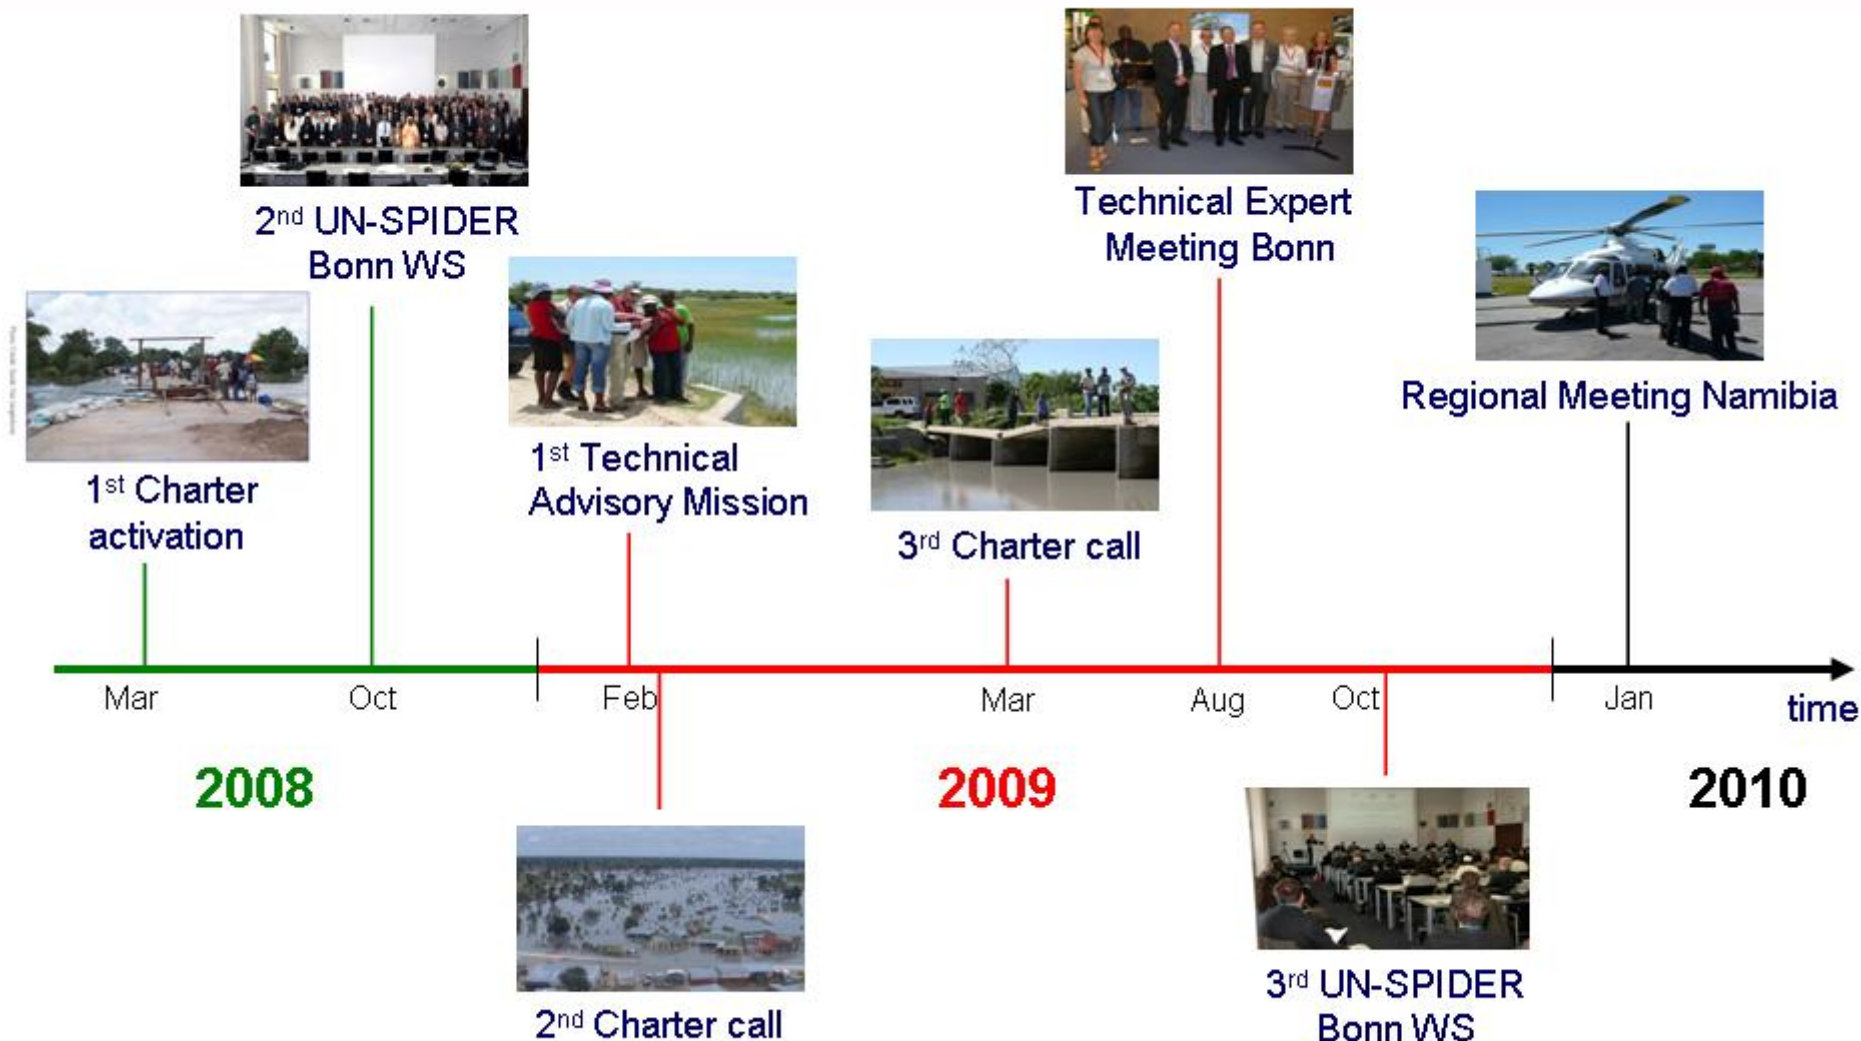 2nd UN-SPIDER
Bonn WS
Technical Expert
Meeting Bonn
Regional Meeting Namibia
1st Charter
activation
1st Technical
Advisory Mission
3rd Charter call
Mar
Oct
Feb
Mar
Aug
Oct
Jan
time
2008
2009
2010
2nd Charter call
3rd UN-SPIDER
Bonn WS